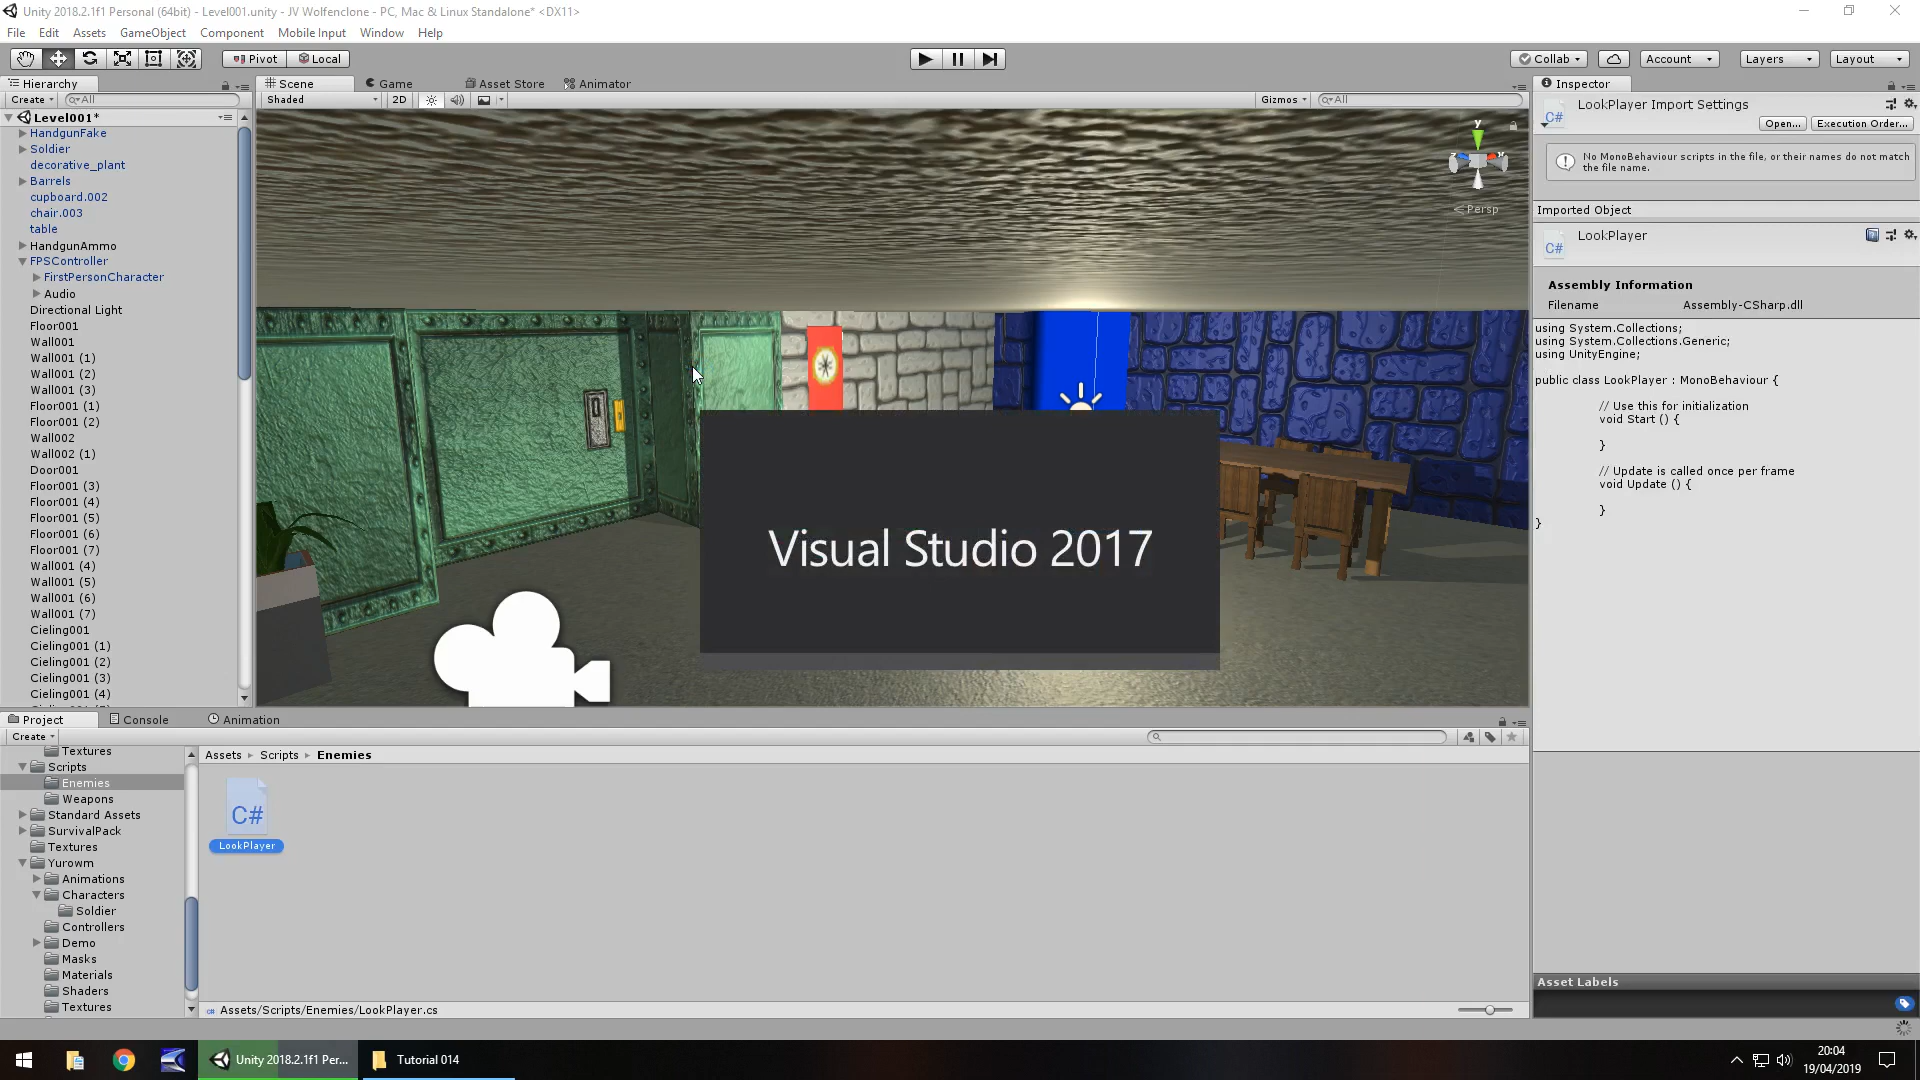 Unity 2018.2.1f1 Personal (64bit) - Level001.unity - JV Wolfenclone - PC, Mac & Linux Standalone* <DX11>
File Edit Assets GameObject Component Mobile Input Window Help
Pivot Local Collab Account Layers Layout
Hierarchy
Create All
Level001*
HandgunFake
Soldier
decorative_plant
Barrels
cupboard.002
chair.003
table
HandgunAmmo
FPSController
FirstPersonCharacter
Audio
Directional Light
Floor001
Wall001
Wall001 (1)
Wall001 (2)
Wall001 (3)
Floor001 (1)
Floor001 (2)
Wall002
Wall002 (1)
Door001
Floor001 (3)
Floor001 (4)
Floor001 (5)
Floor001 (6)
Floor001 (7)
Wall001 (4)
Wall001 (5)
Wall001 (6)
Wall001 (7)
Cieling001
Cieling001 (1)
Cieling001 (2)
Cieling001 (3)
Cieling001 (4)
Scene Game Asset Store Animator
Shaded 2D Gizmos All
y
Persp
Visual Studio 2017
Inspector
LookPlayer Import Settings
C#
Open... Execution Order...
No MonoBehaviour scripts in the file, or their names do not match
the file name.
Imported Object
LookPlayer
C#
Assembly Information
Filename Assembly-CSharp.dll
using System.Collections;
using System.Collections.Generic;
using UnityEngine;
public class LookPlayer : MonoBehaviour {
// Use this for initialization
void Start () {
}
// Update is called once per frame
void Update () {
}
}
Asset Labels
Project Console Animation
Create
Textures
Scripts
Enemies
Weapons
Standard Assets
SurvivalPack
Textures
Yurowm
Animations
Characters
Soldier
Controllers
Demo
Masks
Materials
Shaders
Textures
Assets Scripts Enemies
C#
LookPlayer
Assets/Scripts/Enemies/LookPlayer.cs
Unity 2018.2.1f1 Per... Tutorial 014
20:04
19/04/2019